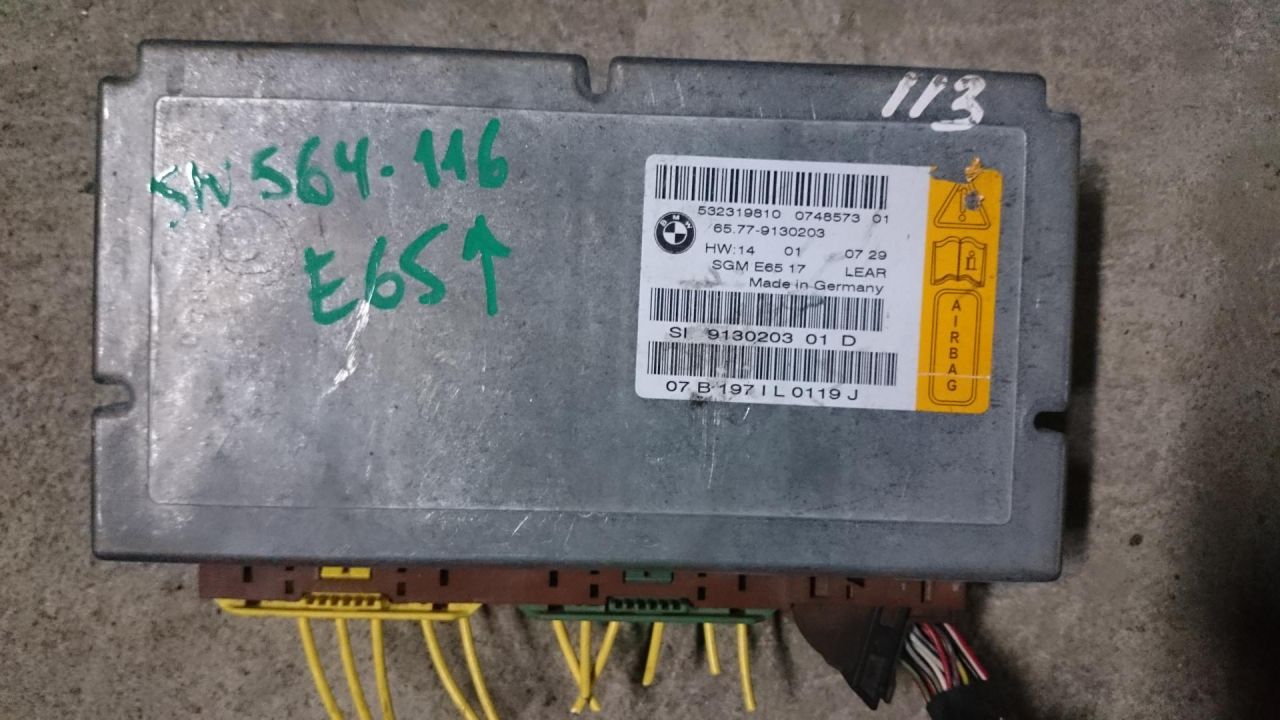 113
SN 564.116
E65↑
532319810 0748573 01
BMW
65.77-9130203
HW:14 01 07 29
SGM E65 17 LEAR
Made in Germany
SI 9130203 01 D
07 B 197 I L 0119 J
AIRBAG